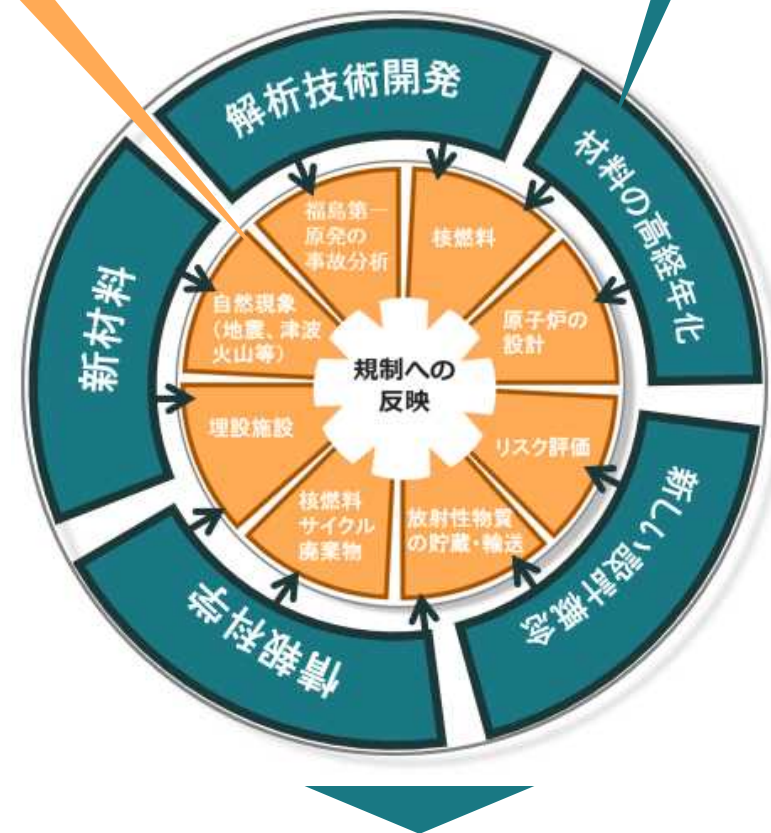 解析技術開発
材料の高経年化
新しい設計概念
情報科学
新材料
福島第一
原発の
事故分析
核燃料
原子炉の
設計
リスク評価
放射性物質
の貯蔵・輸送
核燃料
サイクル
廃棄物
埋設施設
自然現象
（地震、津波
火山等）
規制への
反映